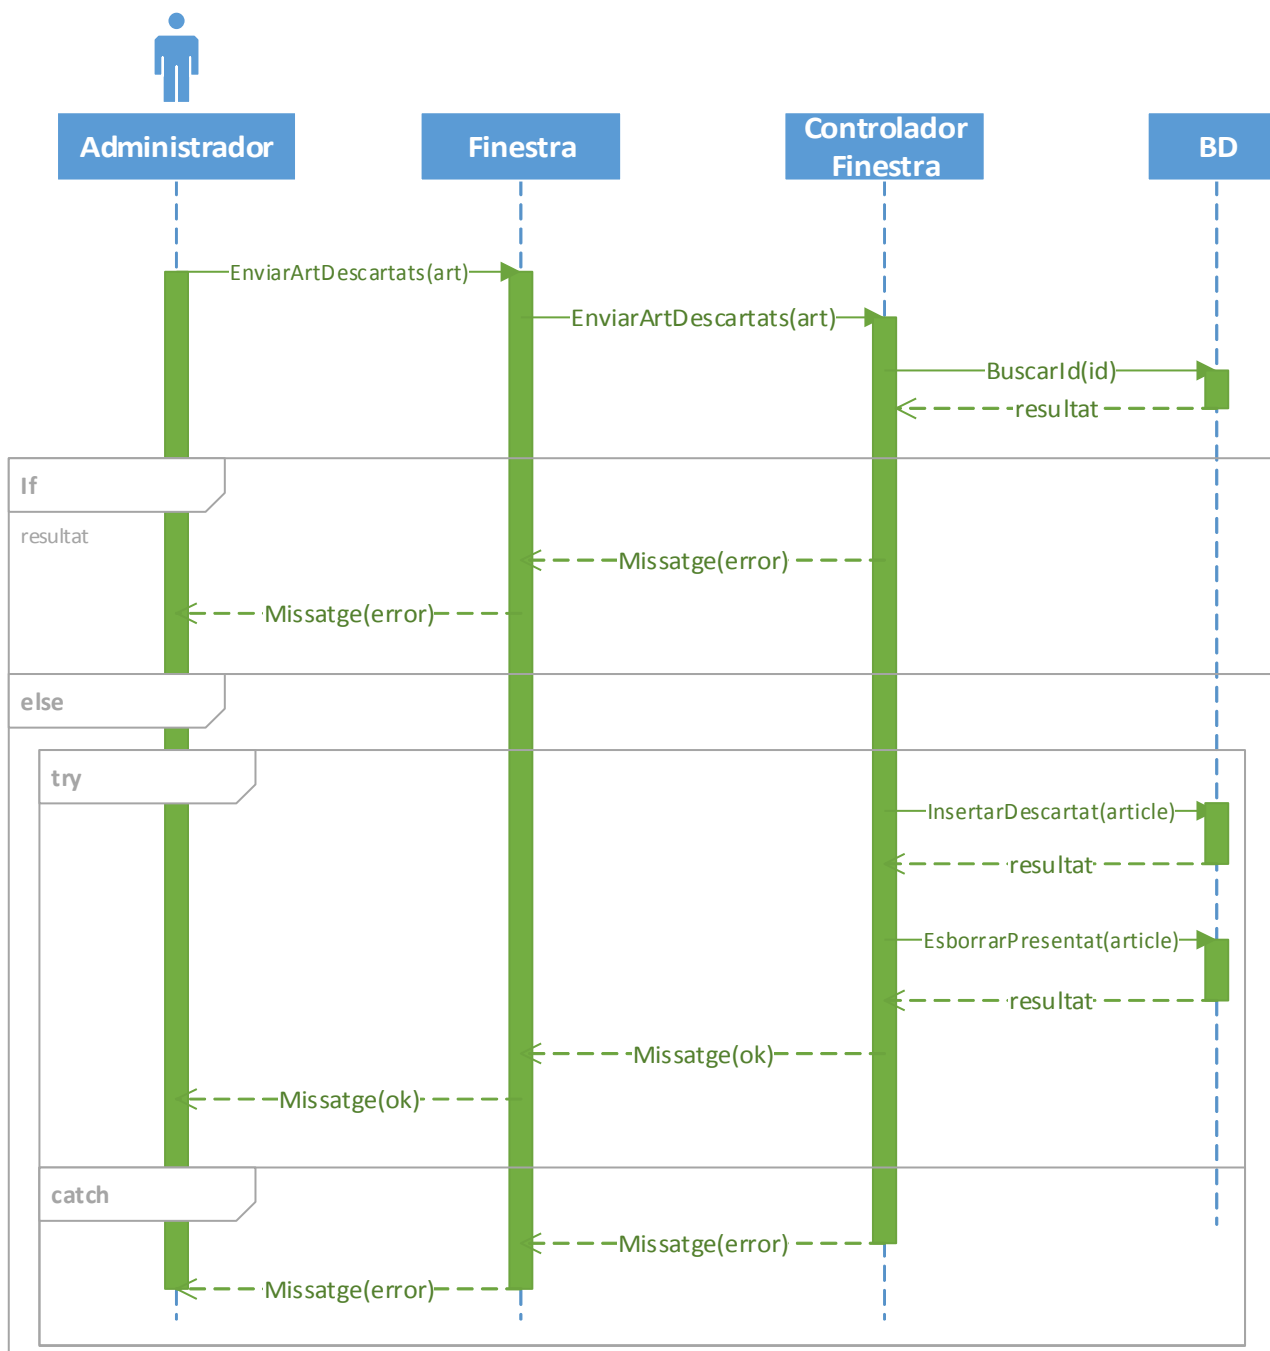 Administrador
Finestra
Controlador
Finestra
BD
EnviarArtDescartats(art)
EnviarArtDescartats(art)
BuscarId(id)
resultat
If
resultat
Missatge(error)
Missatge(error)
else
try
InsertarDescartat(article)
resultat
EsborrarPresentat(article)
resultat
Missatge(ok)
Missatge(ok)
catch
Missatge(error)
Missatge(error)